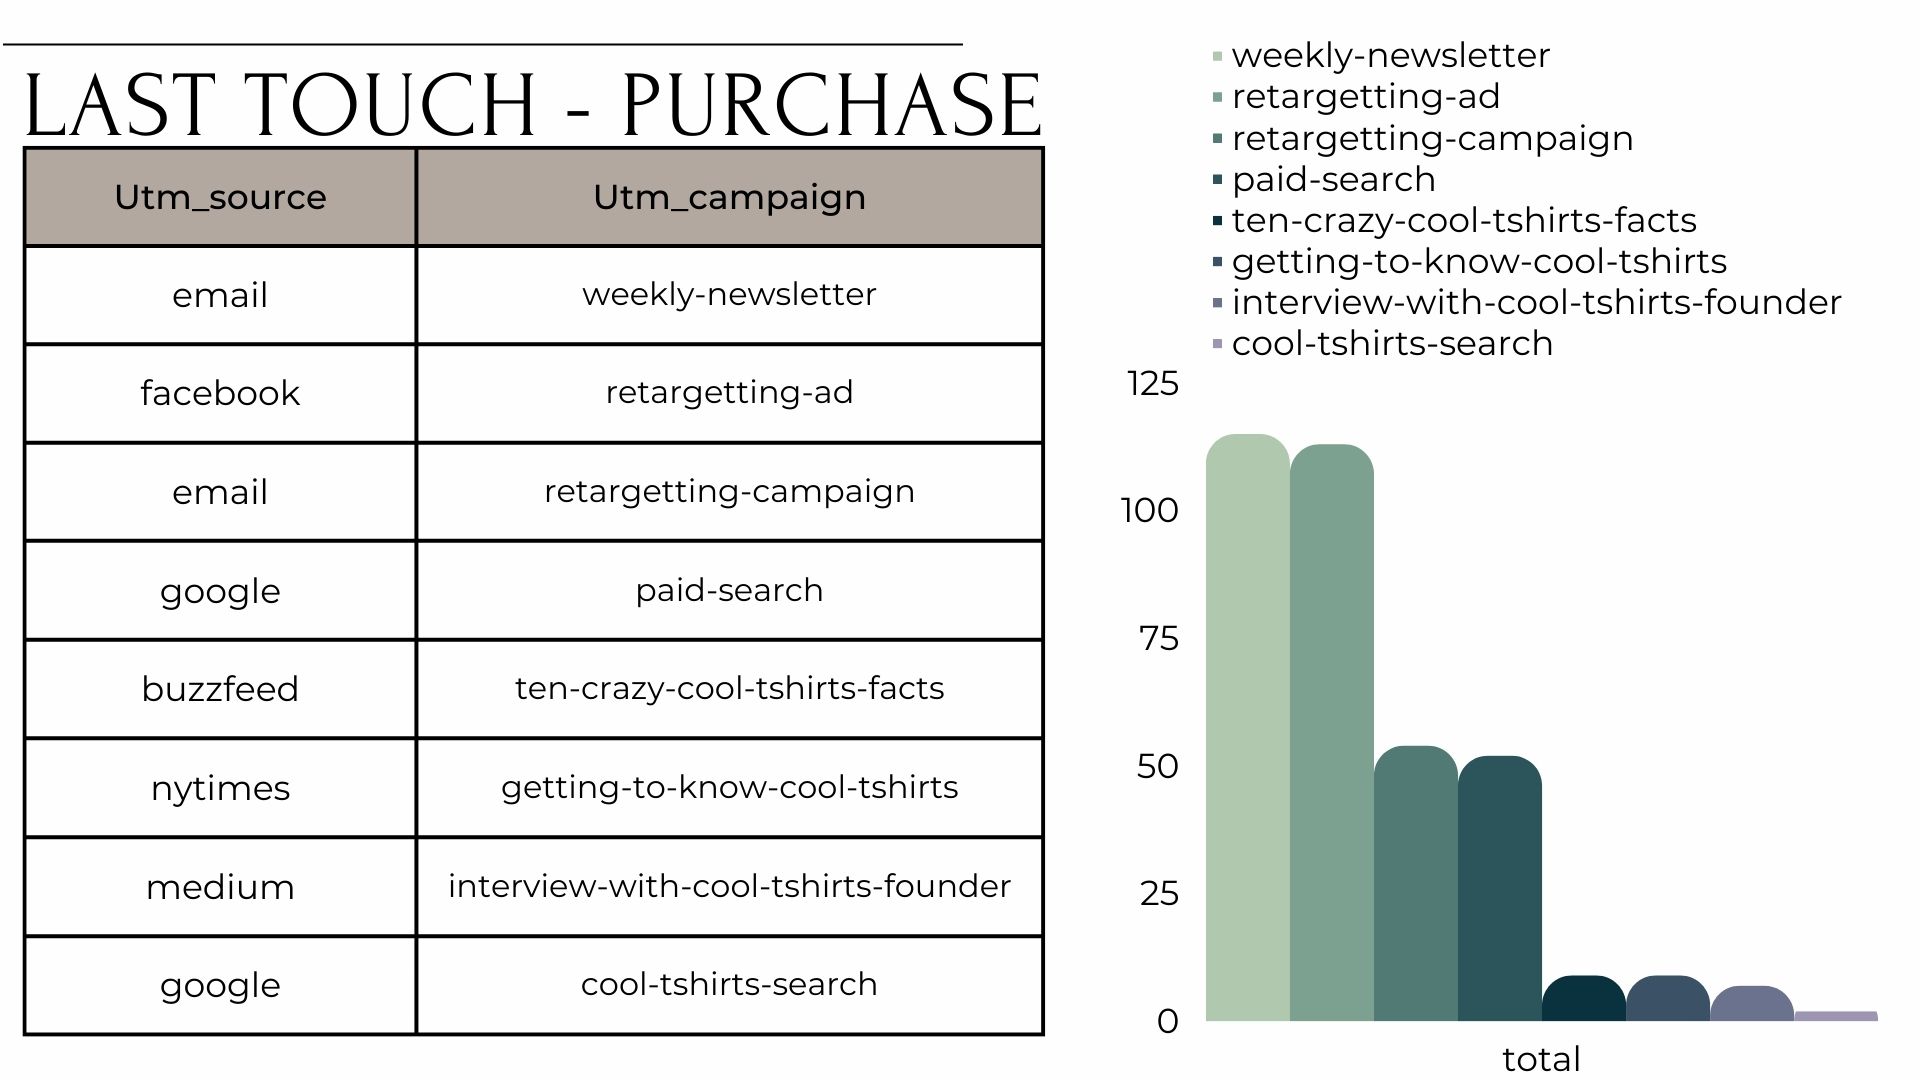 LAST TOUCH - PURCHASE
Utm_source Utm_campaign
email weekly-newsletter
facebook retargetting-ad
email retargetting-campaign
google paid-search
buzzfeed ten-crazy-cool-tshirts-facts
nytimes getting-to-know-cool-tshirts
medium interview-with-cool-tshirts-founder
google cool-tshirts-search
weekly-newsletter
retargetting-ad
retargetting-campaign
paid-search
ten-crazy-cool-tshirts-facts
getting-to-know-cool-tshirts
interview-with-cool-tshirts-founder
cool-tshirts-search
125
100
75
50
25
0
total